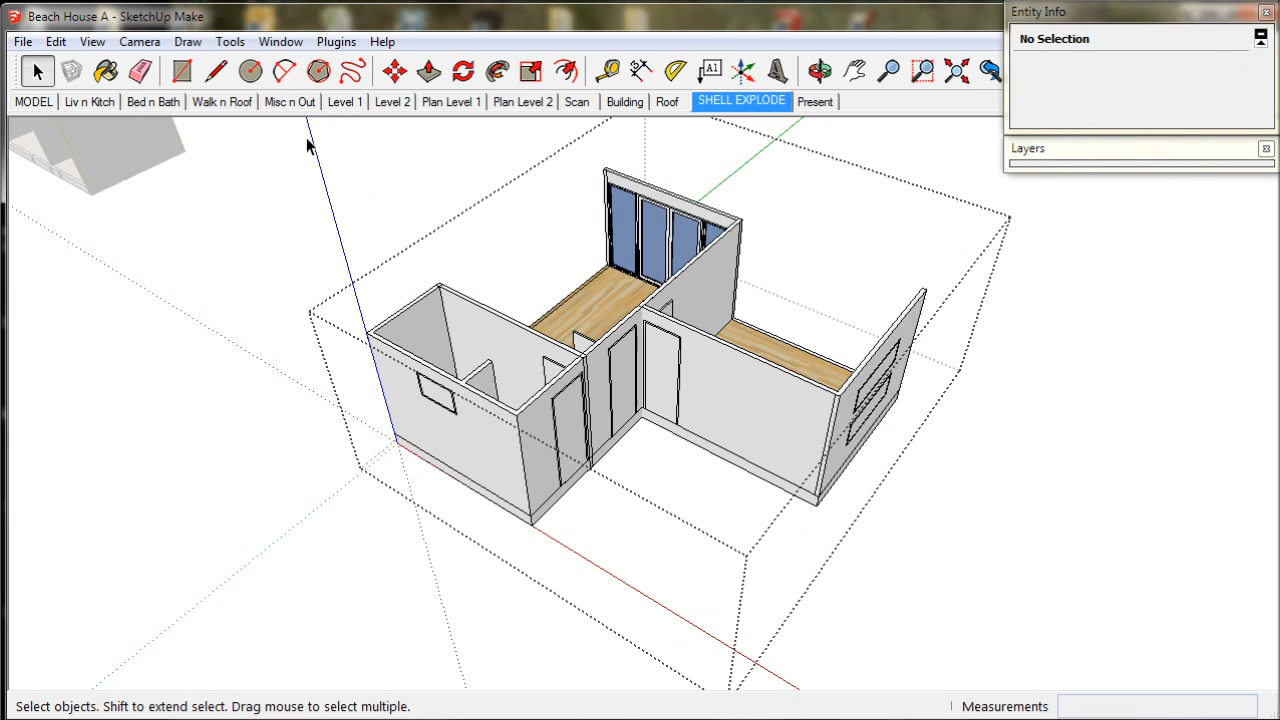 Beach House A - SketchUp Make
Entity Info
File Edit View Camera Draw Tools Window Plugins Help
No Selection
A1
MODEL Liv n Kitch Bed n Bath Walk n Roof Misc n Out Level 1 Level 2 Plan Level 1 Plan Level 2 Scan Building Roof SHELL EXPLODE Present
Layers
Select objects. Shift to extend select. Drag mouse to select multiple.
Measurements